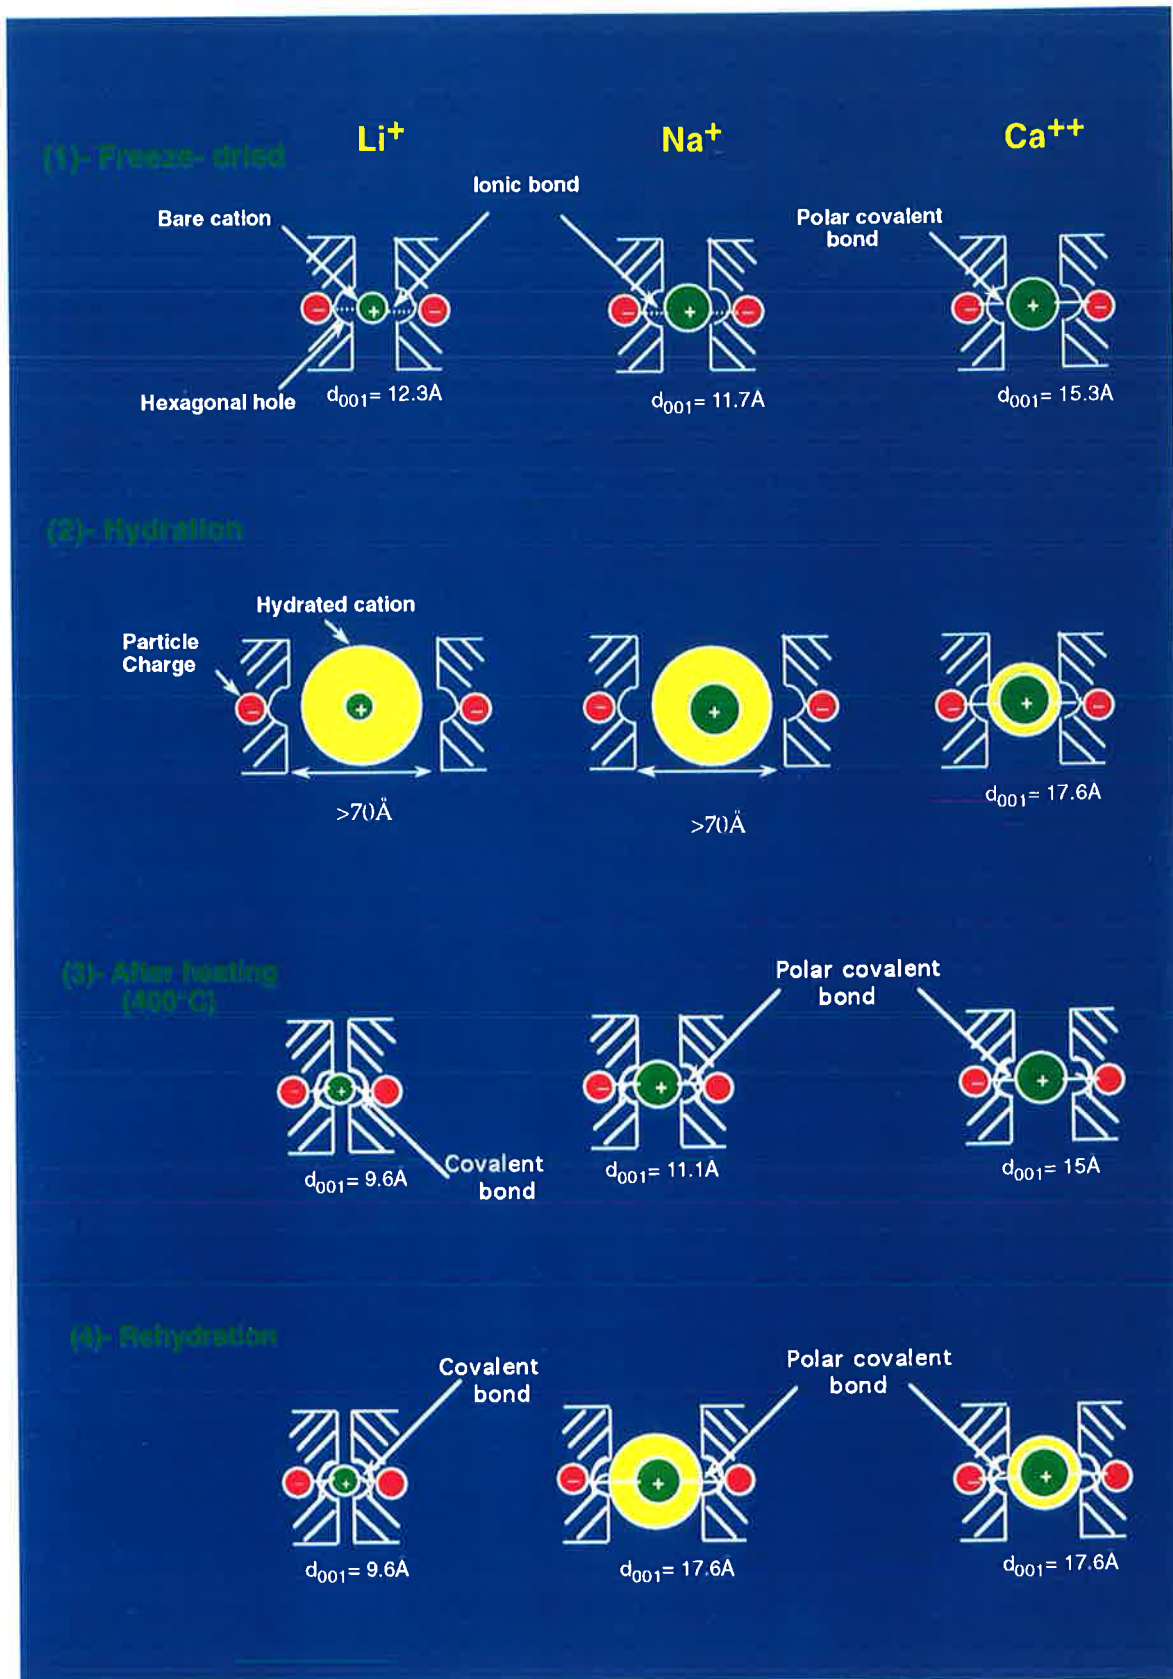 Li+
Na+
Ca++
(1)- Freeze- dried
Ionic bond
Bare cation
Polar covalent
bond
Hexagonal hole
d001= 12.3A
d001= 11.7A
d001= 15.3A
(2)- Hydration
Hydrated cation
Particle
Charge
>70Å
>70Å
d001= 17.6A
(3)- After heating
(400°C)
Polar covalent
bond
Covalent
bond
d001= 9.6A
d001= 11.1A
d001= 15A
(4)- Rehydration
Covalent
bond
Polar covalent
bond
d001= 9.6A
d001= 17.6A
d001= 17.6A